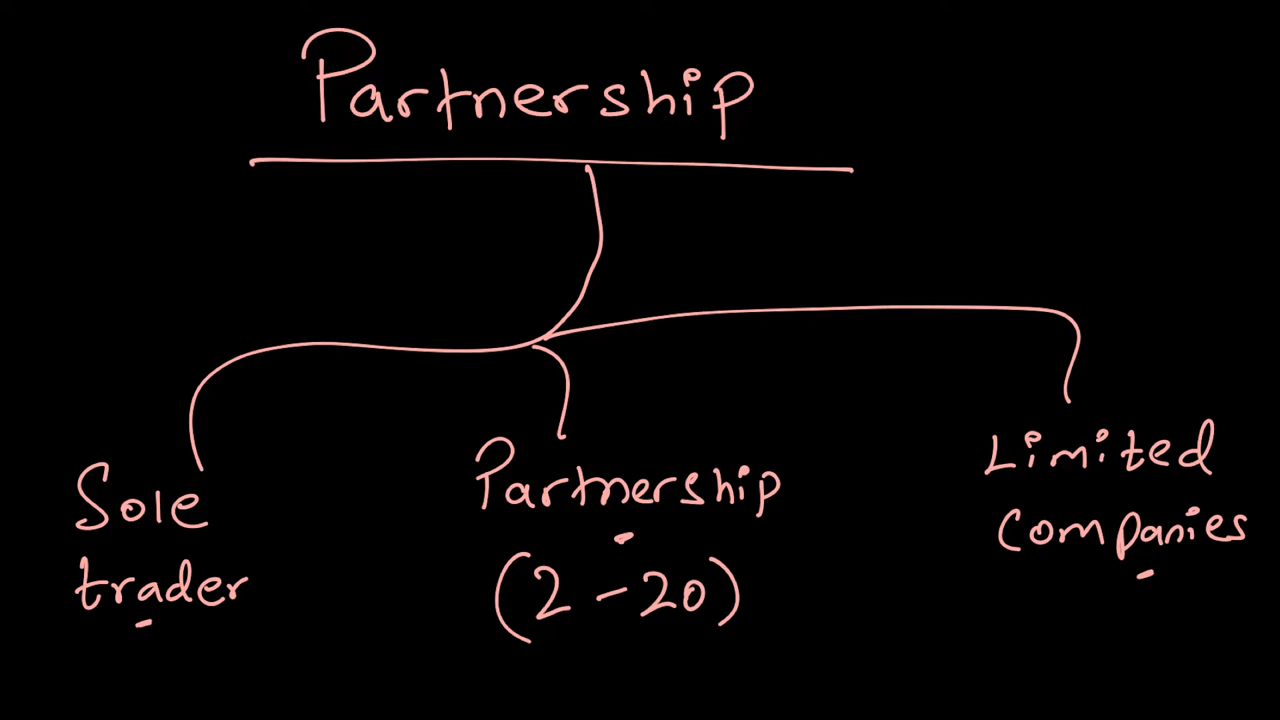 Partnership
Sole
trader
Partnership
(2-20)
Limited
Companies